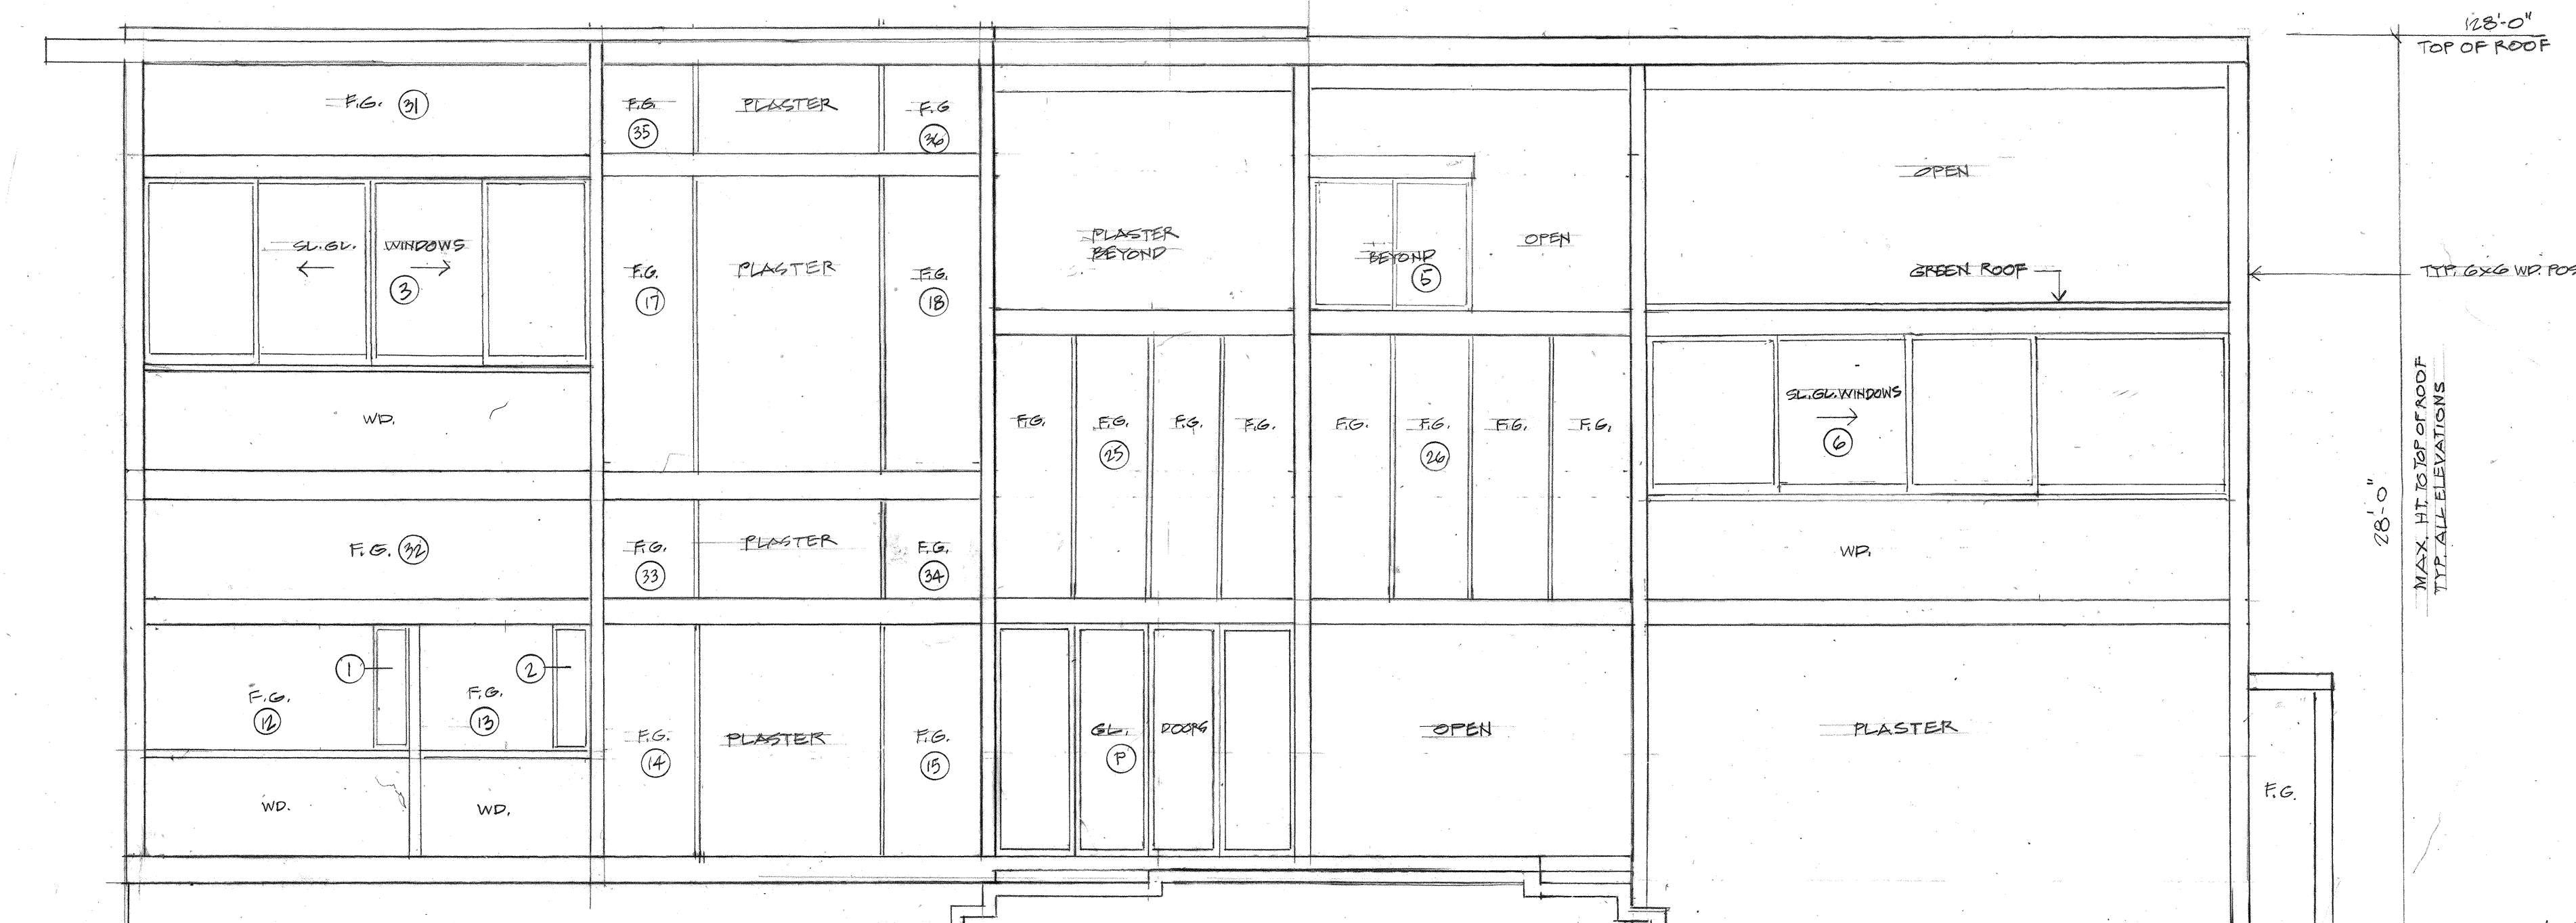 128'-0"
TOP OF ROOF
F.G. 31
F.G.
35
PLASTER
F.G
36
OPEN
SL.GL. WINDOWS
3
F.G.
17
PLASTER
F.G.
18
PLASTER
BEYOND
BEYOND
5
OPEN
GREEN ROOF
TYP. 6X6 WD. POS
WD.
F.G.
F.G.
25
F.G.
F.G.
F.G.
F.G.
26
F.G.
F.G.
SL.GL.WINDOWS
6
28'-0"
MAX. HT. TO TOP OF ROOF
TYP. ALL ELEVATIONS
F.G. 32
F.G.
33
PLASTER
F.G.
34
WD.
1
2
F.G.
12
F.G.
13
F.G.
14
PLASTER
F.G.
15
GL. DOORS
P
OPEN
PLASTER
F.G.
WD.
WD.